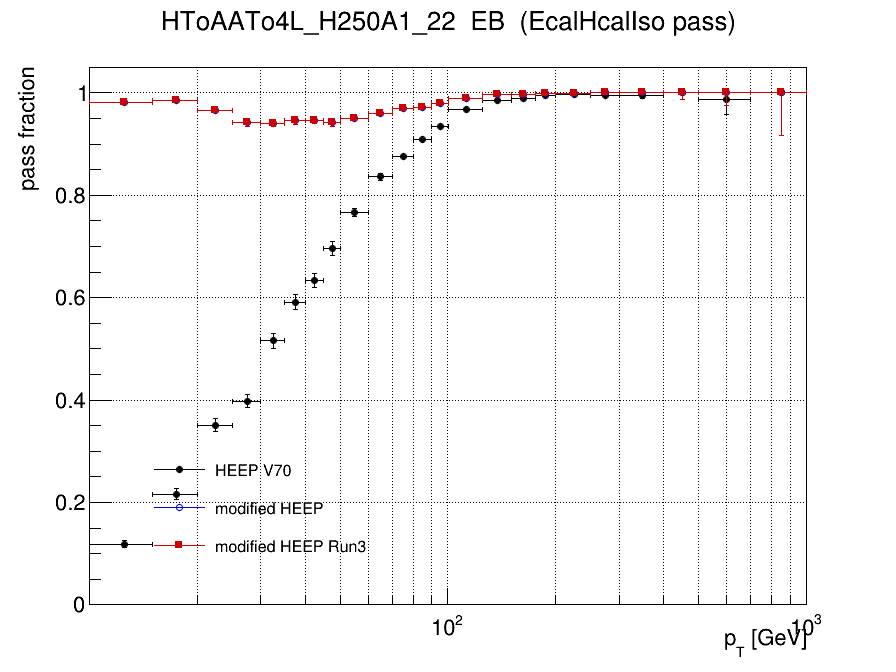 HToAATo4L_H250A1_22 EB (EcalHcalIso pass)
pass fraction
1
0.8
0.6
0.4
0.2
0
HEEP V70
modified HEEP
modified HEEP Run3
10²
10³
p_T [GeV]